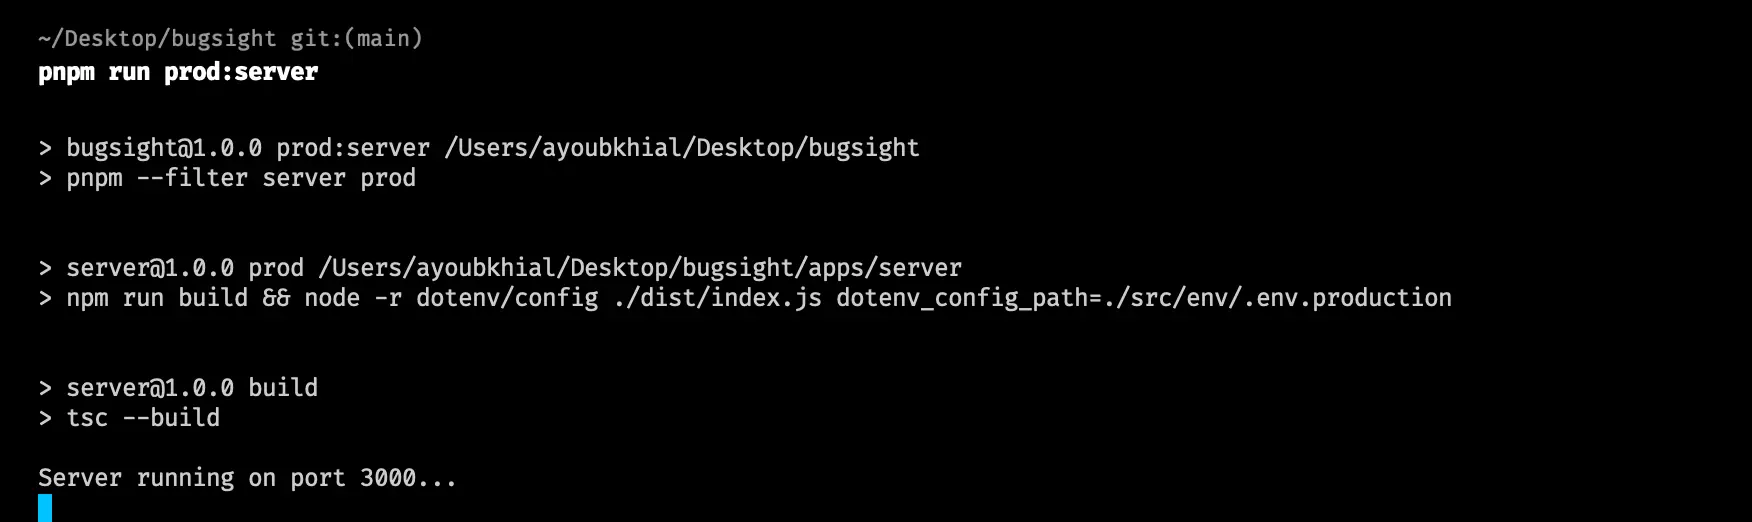 ~/Desktop/bugsight git:(main)
pnpm run prod:server
> bugsight@1.0.0 prod:server /Users/ayoubkhial/Desktop/bugsight
> pnpm --filter server prod
> server@1.0.0 prod /Users/ayoubkhial/Desktop/bugsight/apps/server
> npm run build && node -r dotenv/config ./dist/index.js dotenv_config_path=./src/env/.env.production
> server@1.0.0 build
> tsc --build
Server running on port 3000...